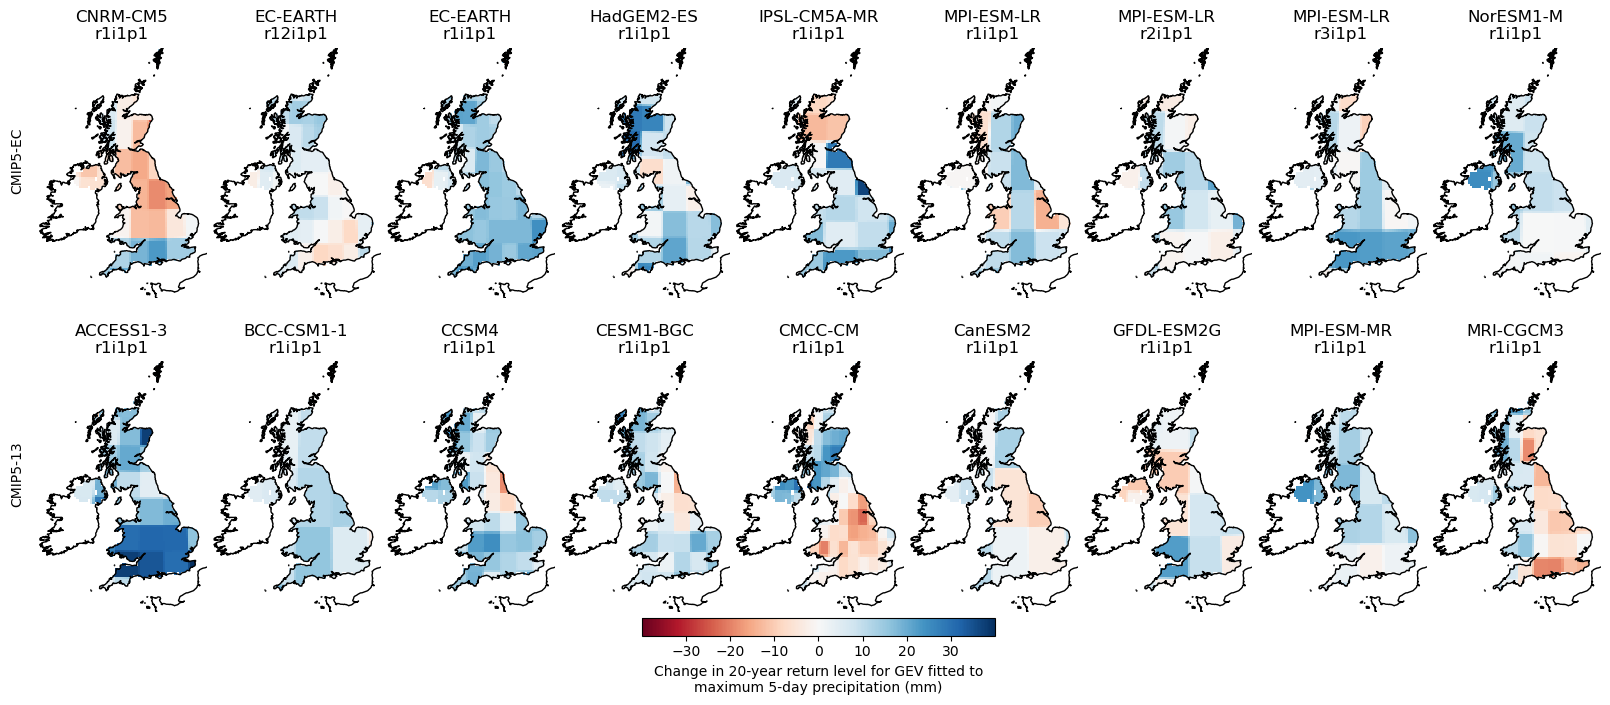 CNRM-CM5 EC-EARTH EC-EARTH HadGEM2-ES IPSL-CM5A-MR MPI-ESM-LR MPI-ESM-LR MPI-ESM-LR NorESM1-M
r1i1p1 r12i1p1 r1i1p1 r1i1p1 r1i1p1 r1i1p1 r2i1p1 r3i1p1 r1i1p1
CMIP5-EC
ACCESS1-3 BCC-CSM1-1 CCSM4 CESM1-BGC CMCC-CM CanESM2 GFDL-ESM2G MPI-ESM-MR MRI-CGCM3
r1i1p1 r1i1p1 r1i1p1 r1i1p1 r1i1p1 r1i1p1 r1i1p1 r1i1p1 r1i1p1
CMIP5-13
−30 −20 −10 0 10 20 30
Change in 20-year return level for GEV fitted to
maximum 5-day precipitation (mm)